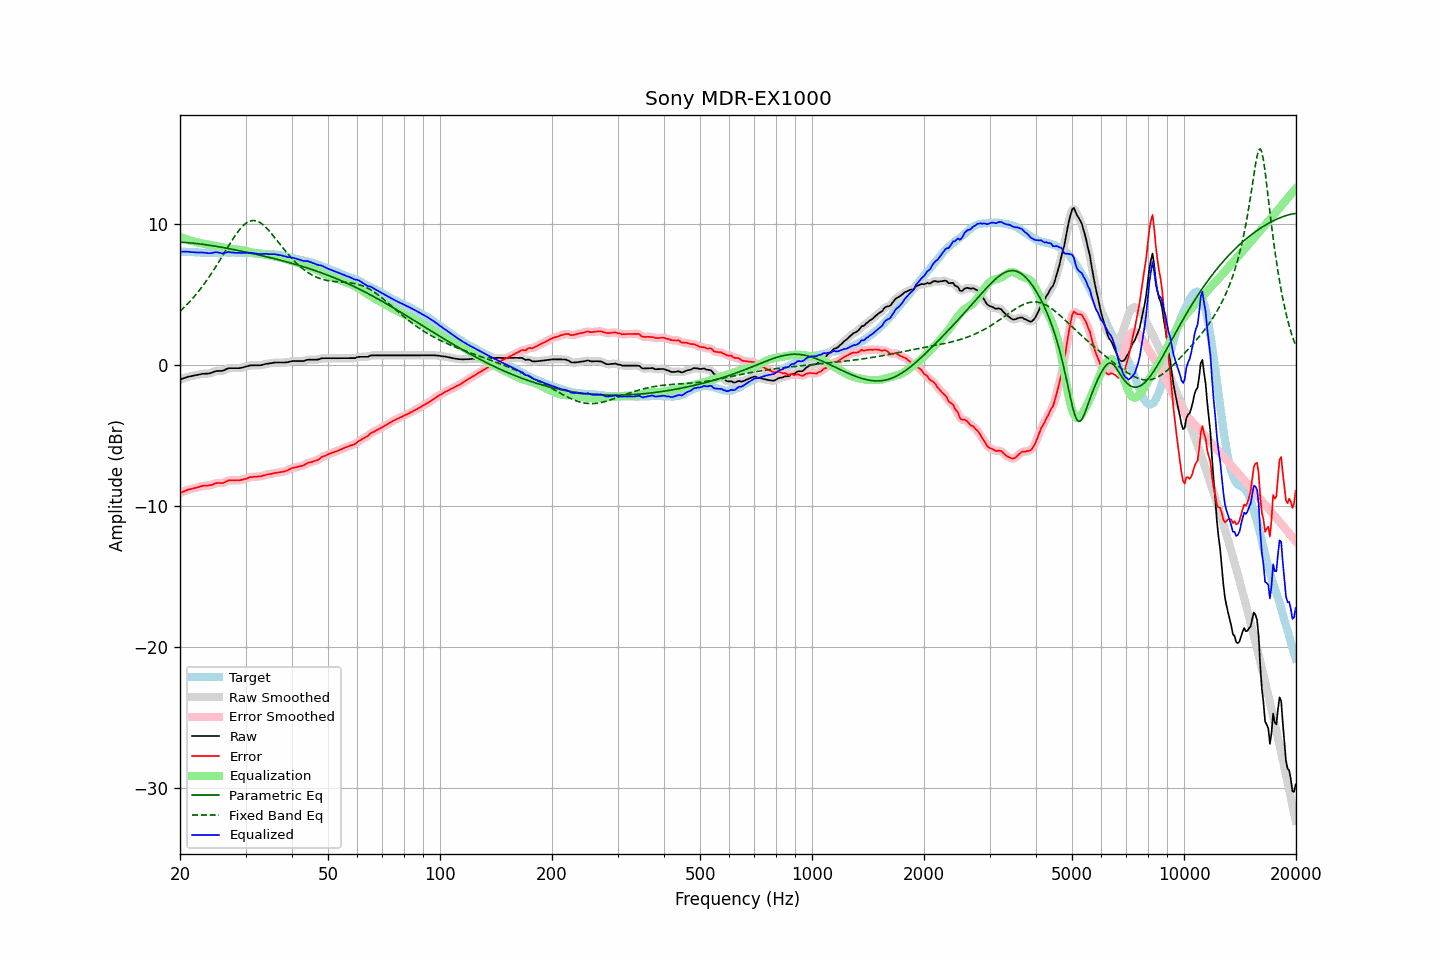 Sony MDR-EX1000
Amplitude (dBr)
10
0
−10
−20
−30
Target
Raw Smoothed
Error Smoothed
Raw
Error
Equalization
Parametric Eq
Fixed Band Eq
Equalized
20 50 100 200 500 1000 2000 5000 10000 20000
Frequency (Hz)